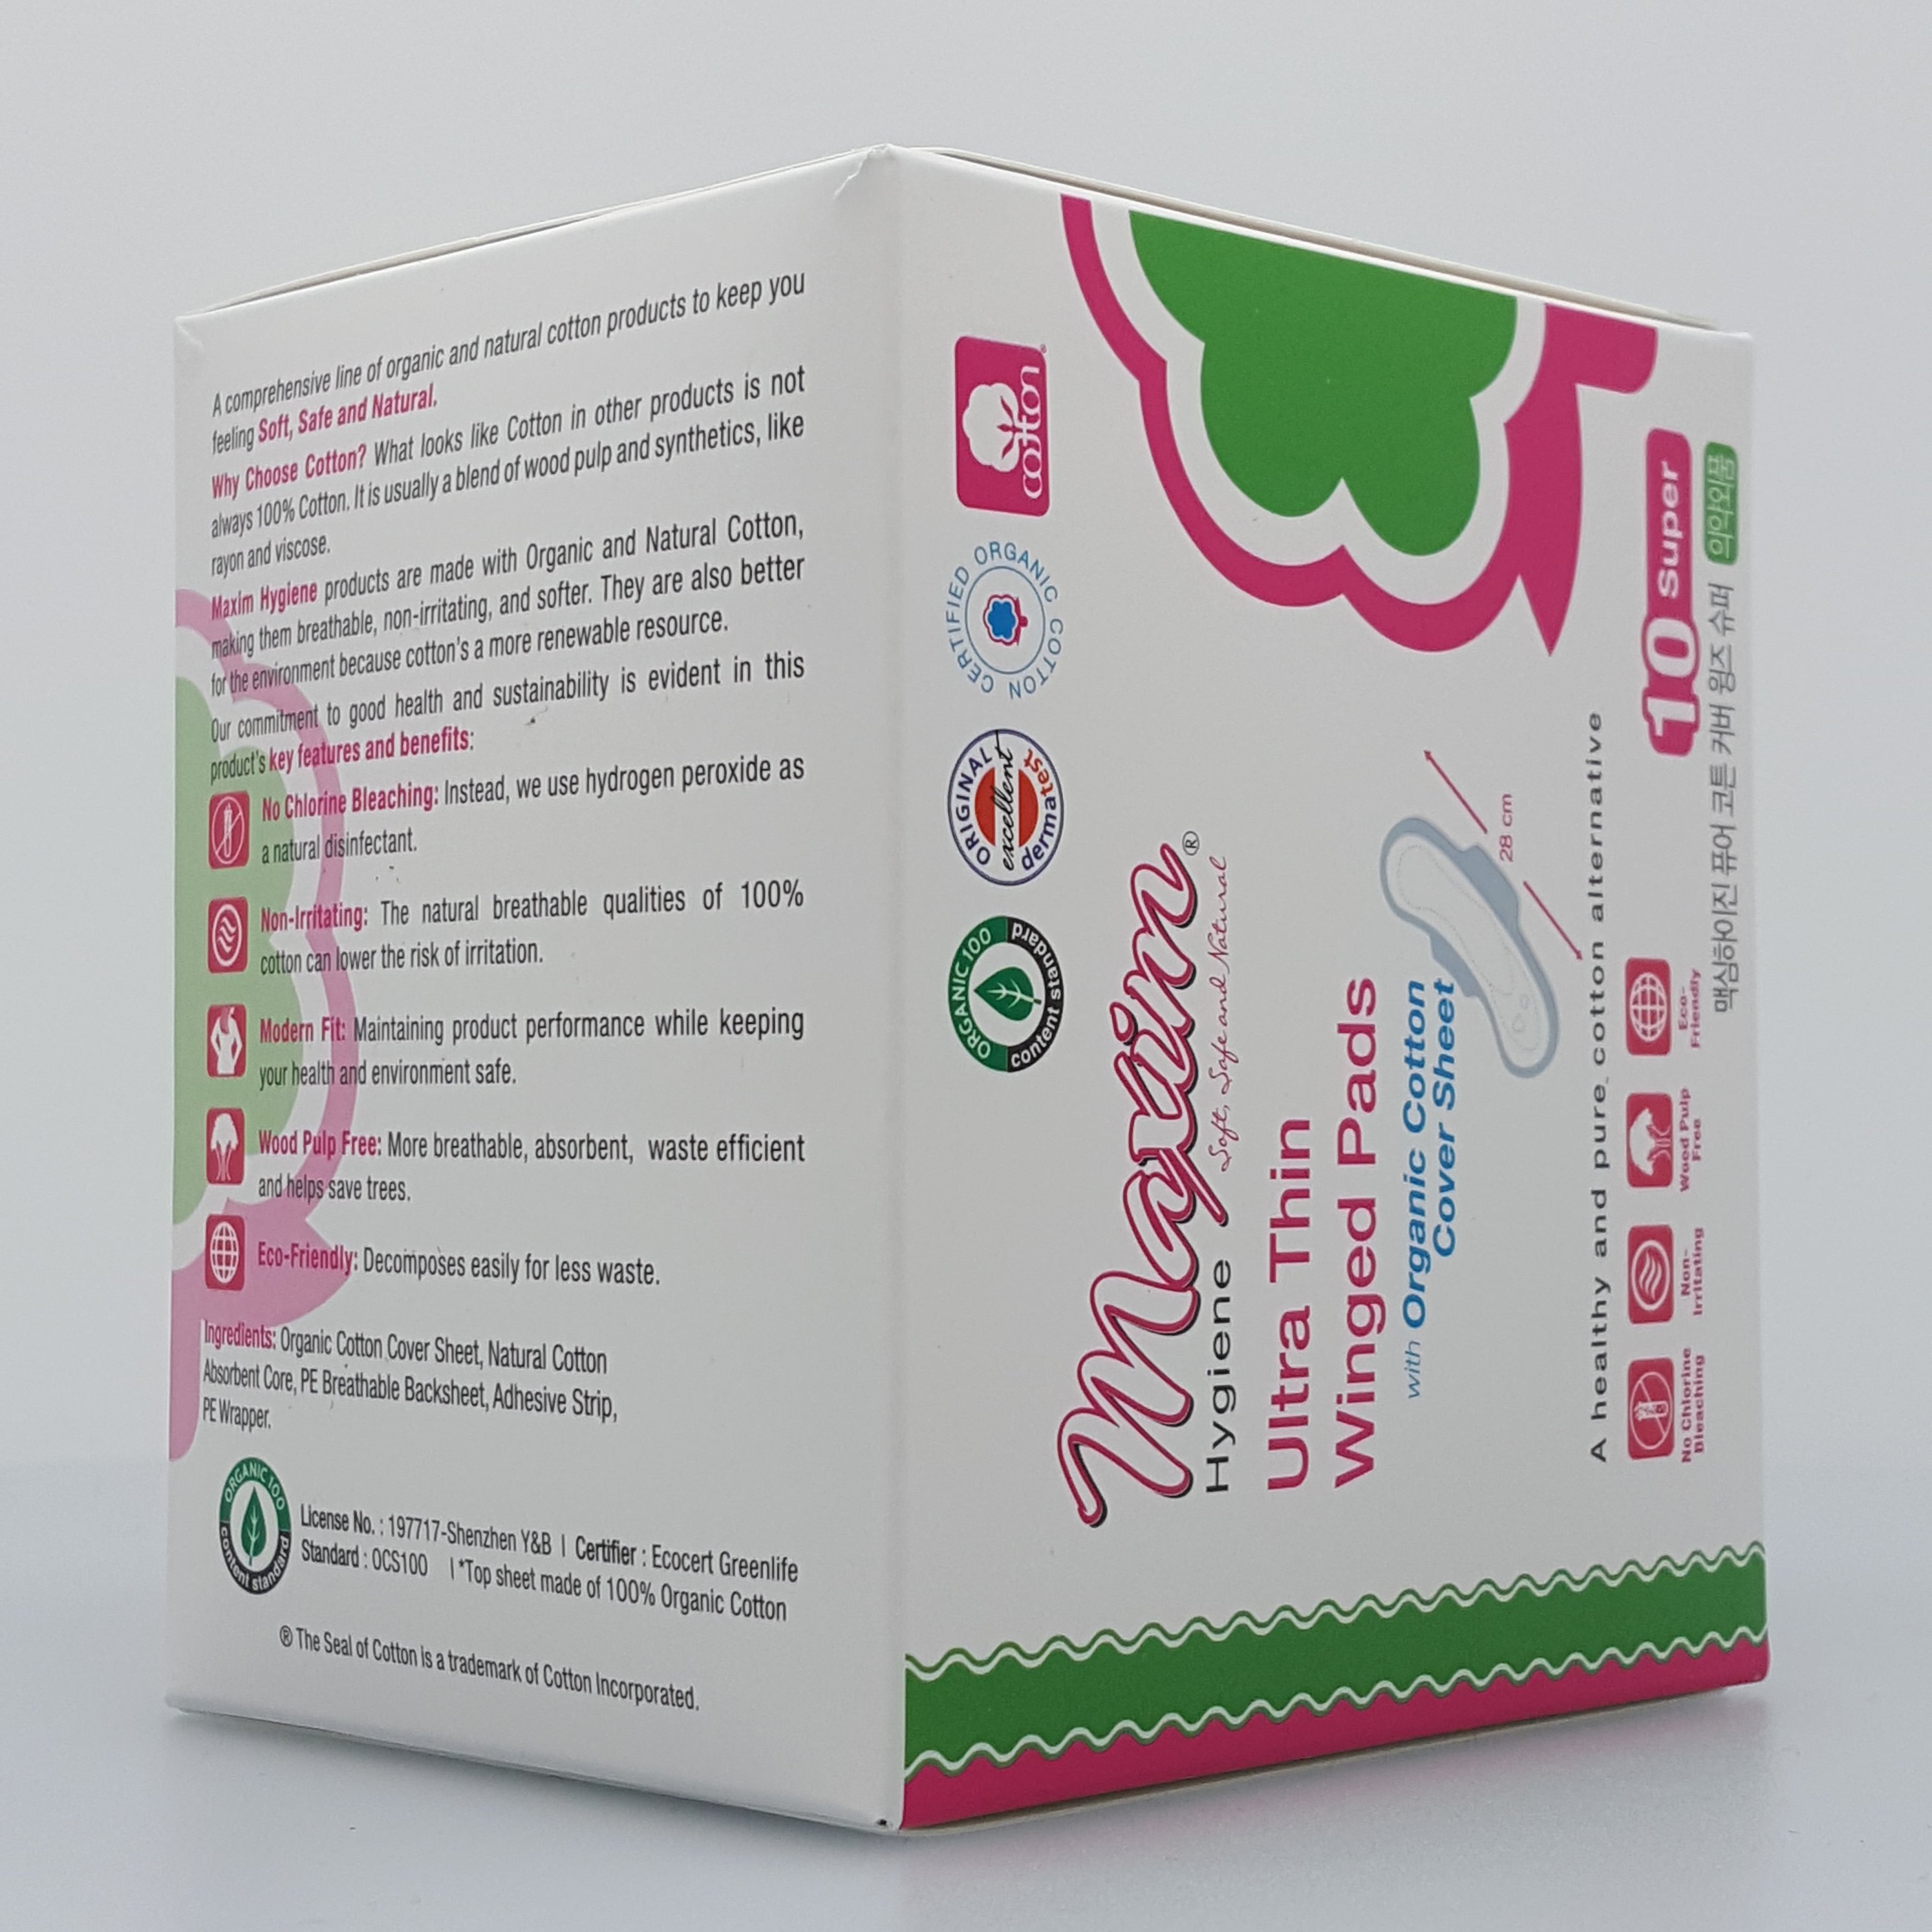 A comprehensive line of organic and natural cotton products to keep you
feeling Soft, Safe and Natural.
Why Choose Cotton? What looks like Cotton in other products is not
always 100% Cotton. It is usually a blend of wood pulp and synthetics, like
rayon and viscose.
Maxim Hygiene products are made with Organic and Natural Cotton,
making them breathable, non-irritating, and softer. They are also better
for the environment because cotton's a more renewable resource.
Our commitment to good health and sustainability is evident in this
product's key features and benefits:
No Chlorine Bleaching: Instead, we use hydrogen peroxide as
a natural disinfectant.
Non-Irritating: The natural breathable qualities of 100%
cotton can lower the risk of irritation.
Modern Fit: Maintaining product performance while keeping
your health and environment safe.
Wood Pulp Free: More breathable, absorbent, waste efficient
and helps save trees.
Eco-Friendly: Decomposes easily for less waste.
Ingredients: Organic Cotton Cover Sheet, Natural Cotton
Absorbent Core, PE Breathable Backsheet, Adhesive Strip,
PE Wrapper.
ORGANIC 100
content standard
License No. : 197717-Shenzhen Y&B I Certifier : Ecocert Greenlife
Standard : OCS100 I *Top sheet made of 100% Organic Cotton
® The Seal of Cotton is a trademark of Cotton Incorporated.
ORGANIC 100
content standard
ORIGINAL
excellent
dermatest
CERTIFIED ORGANIC COTTON
cotton®
Maxim®
Hygiene Soft, Safe and Natural
Ultra Thin
Winged Pads
with Organic Cotton
Cover Sheet
28 cm
A healthy and pure cotton alternative
No Chlorine
Bleaching
Non-
Irritating
Wood Pulp
Free
Eco-
Friendly
10 Super
맥심하이진 퓨어 코튼 커버 윙즈 슈퍼 의약외품